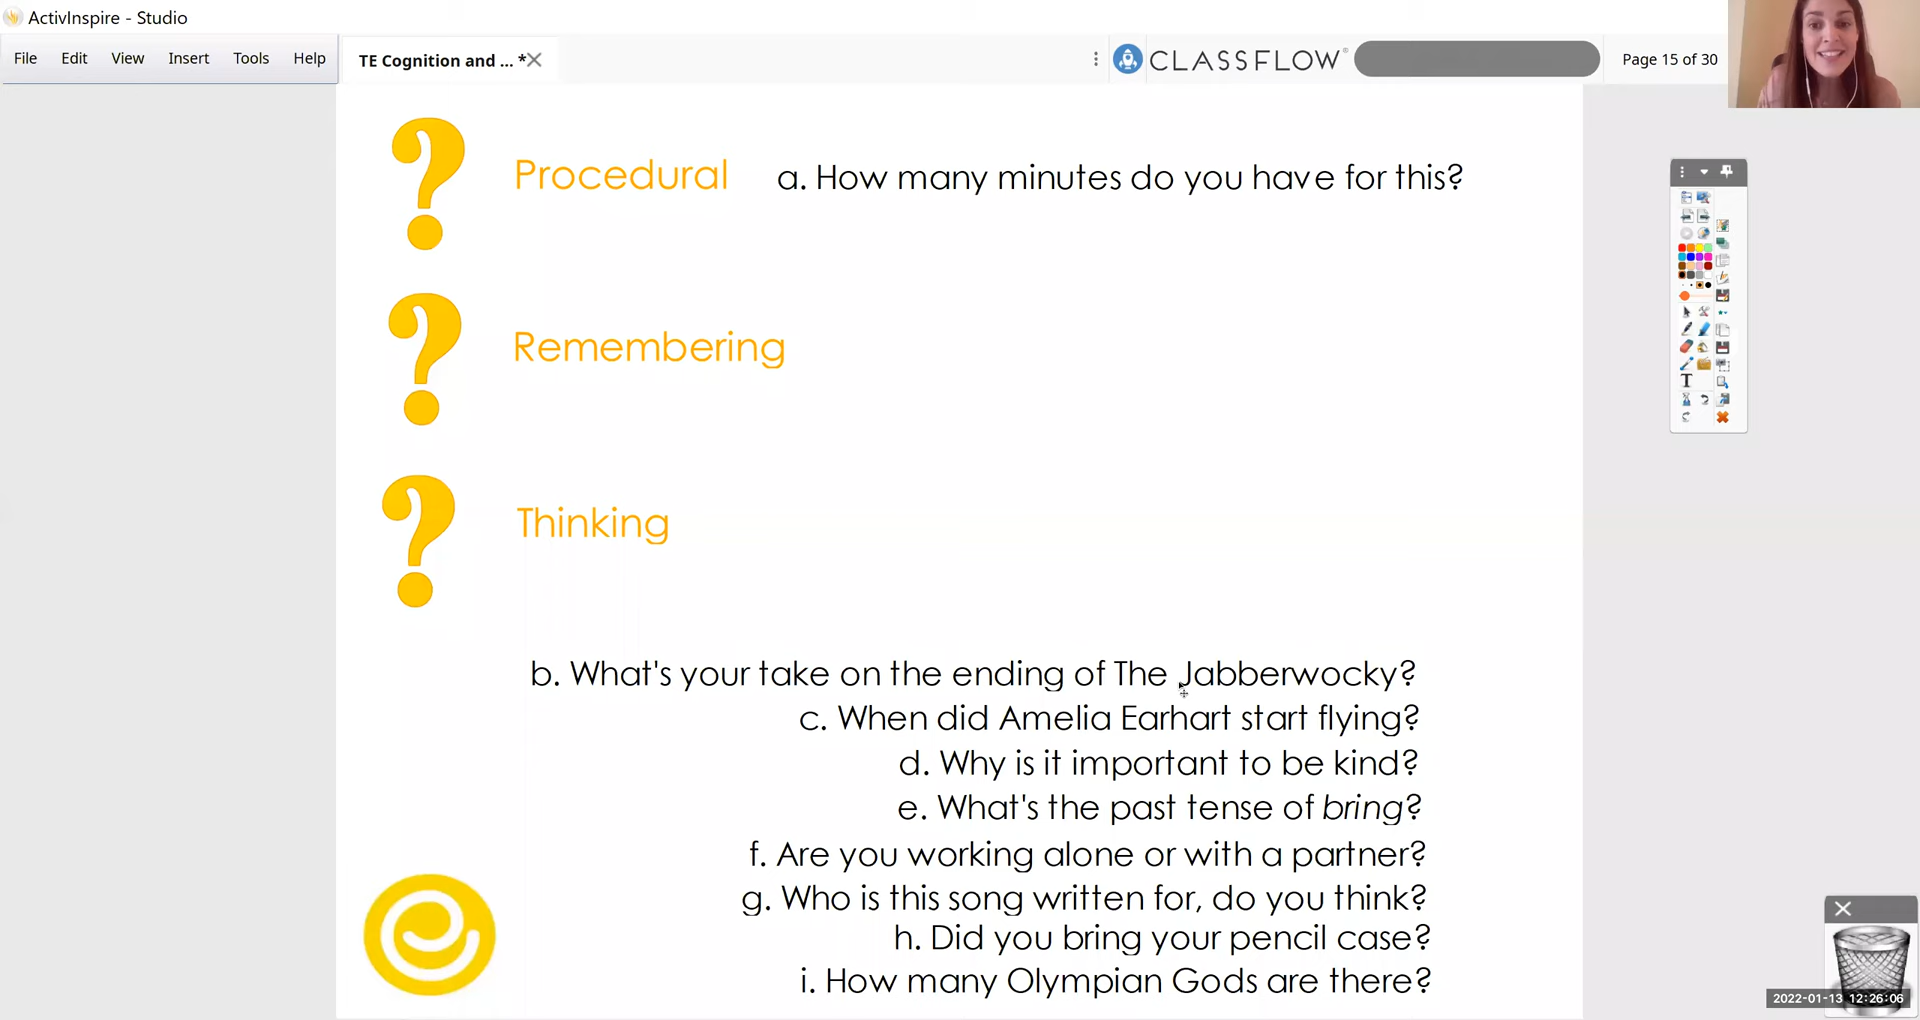 ActivInspire - Studio
File Edit View Insert Tools Help
TE Cognition and ... *
CLASSFLOW
Page 15 of 30
? Procedural a. How many minutes do you have for this?
? Remembering
? Thinking
b. What's your take on the ending of The Jabberwocky?
c. When did Amelia Earhart start flying?
d. Why is it important to be kind?
e. What's the past tense of bring?
f. Are you working alone or with a partner?
g. Who is this song written for, do you think?
h. Did you bring your pencil case?
i. How many Olympian Gods are there?
2022-01-13 12:26:06